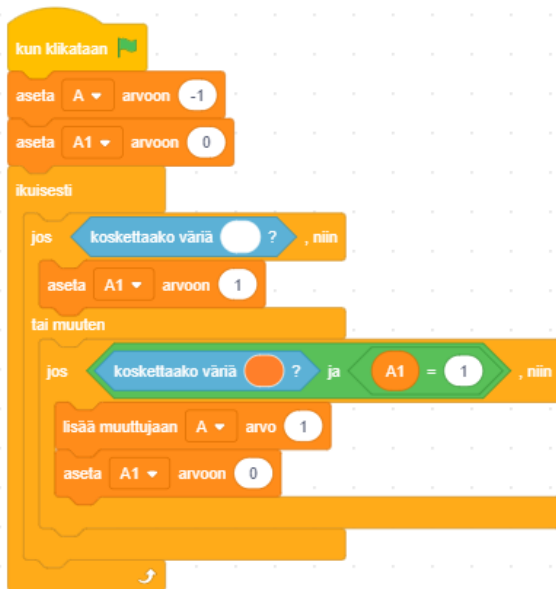 kun klikataan
aseta A arvoon -1
aseta A1 arvoon 0
ikuisesti
jos koskettaako väriä ? , niin
aseta A1 arvoon 1
tai muuten
jos koskettaako väriä ? ja A1 = 1 , niin
lisää muuttujaan A arvo 1
aseta A1 arvoon 0